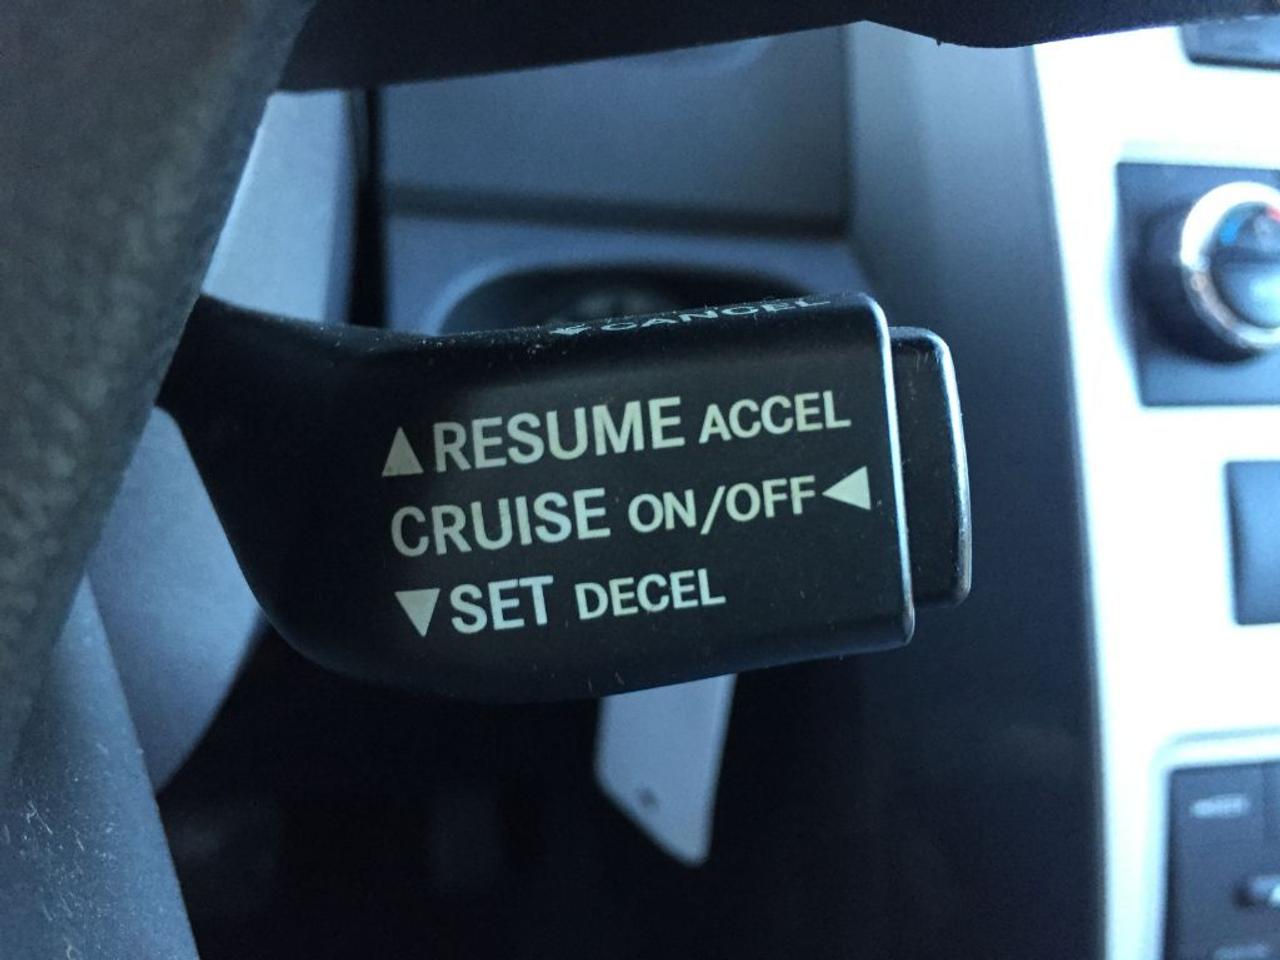 CANCEL
▲RESUME ACCEL
CRUISE ON/OFF◀
▼SET DECEL